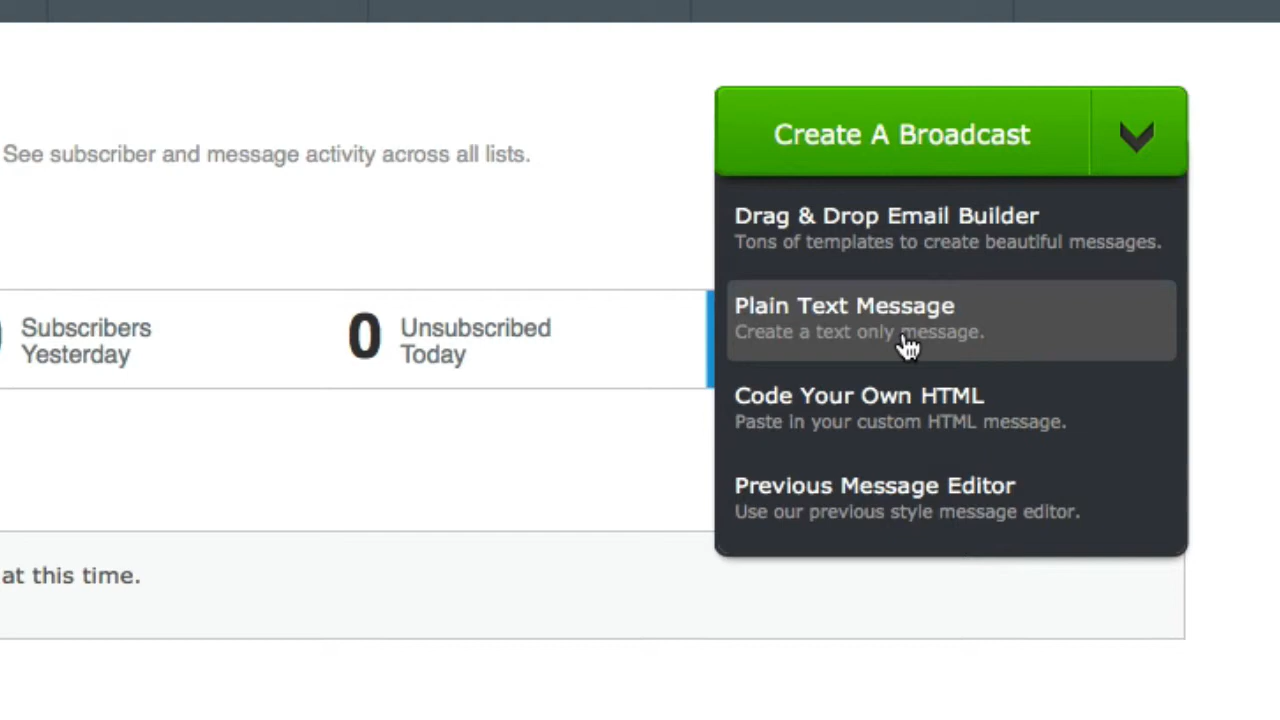 Create A Broadcast
See subscriber and message activity across all lists.
Drag & Drop Email Builder
Tons of templates to create beautiful messages.
Plain Text Message
Create a text only message.
Subscribers
Yesterday
0
Unsubscribed
Today
Code Your Own HTML
Paste in your custom HTML message.
Previous Message Editor
Use our previous style message editor.
at this time.